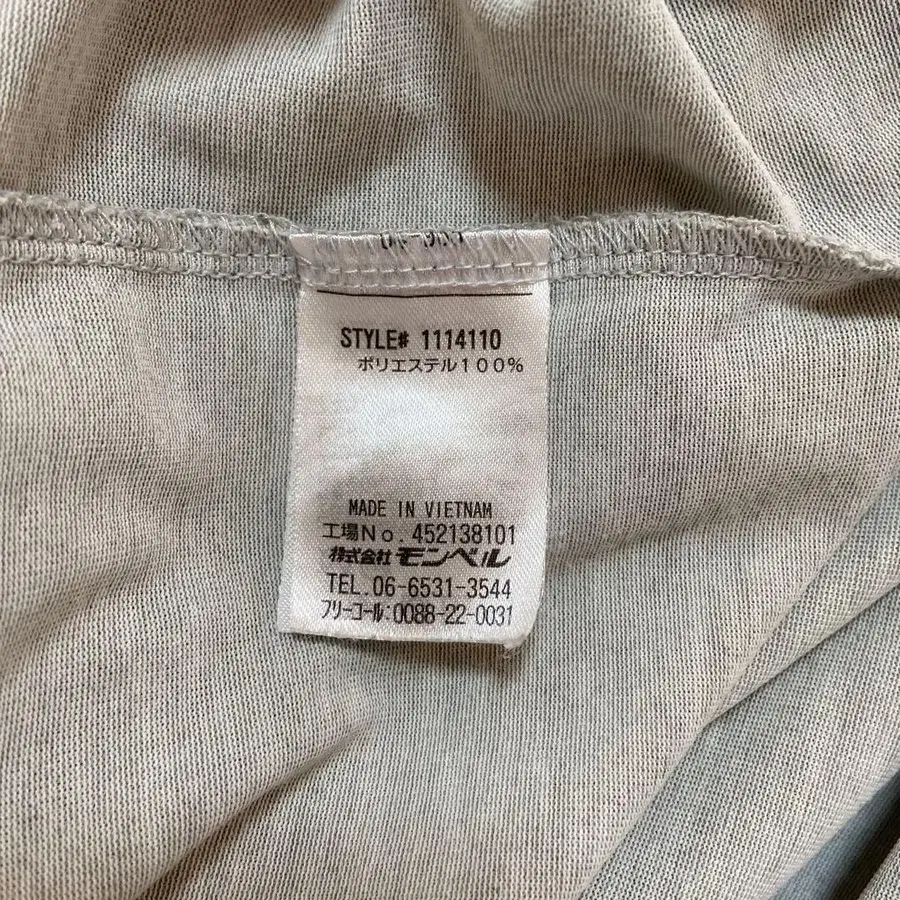 STYLE# 1114110
ポリエステル100%
MADE IN VIETNAM
工場No. 452138101
株式会社 モンベル
TEL.06-6531-3544
フリーコール:0088-22-0031